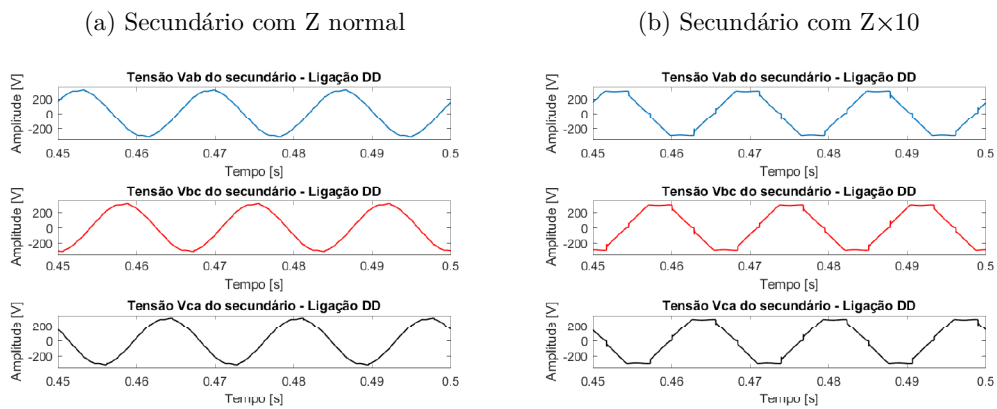 (a) Secundário com Z normal
Tensão Vab do secundário - Ligação DD
Amplitude [V]
200
0
-200
0.45 0.46 0.47 0.48 0.49 0.5
Tempo [s]
Tensão Vbc do secundário - Ligação DD
Amplitude [V]
200
0
-200
0.45 0.46 0.47 0.48 0.49 0.5
Tempo [s]
Tensão Vca do secundário - Ligação DD
Amplitude [V]
200
0
-200
0.45 0.46 0.47 0.48 0.49 0.5
Tempo [s]
(b) Secundário com Z×10
Tensão Vab do secundário - Ligação DD
Amplitude [V]
200
0
-200
0.45 0.46 0.47 0.48 0.49 0.5
Tempo [s]
Tensão Vbc do secundário - Ligação DD
Amplitude [V]
200
0
-200
0.45 0.46 0.47 0.48 0.49 0.5
Tempo [s]
Tensão Vca do secundário - Ligação DD
Amplitude [V]
200
0
-200
0.45 0.46 0.47 0.48 0.49 0.5
Tempo [s]